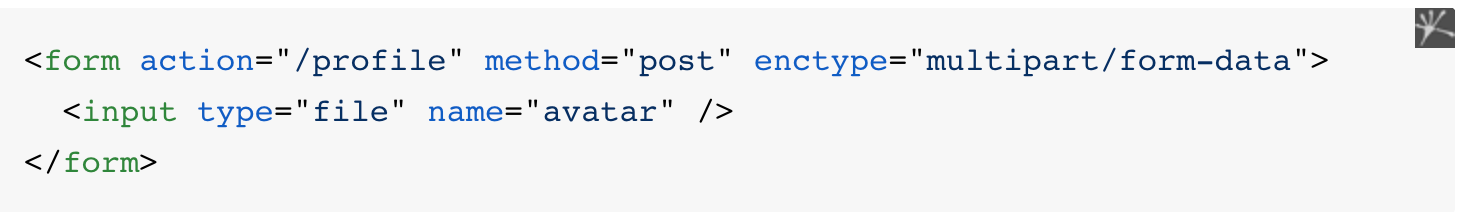 <form action="/profile" method="post" enctype="multipart/form-data">
  <input type="file" name="avatar" />
</form>